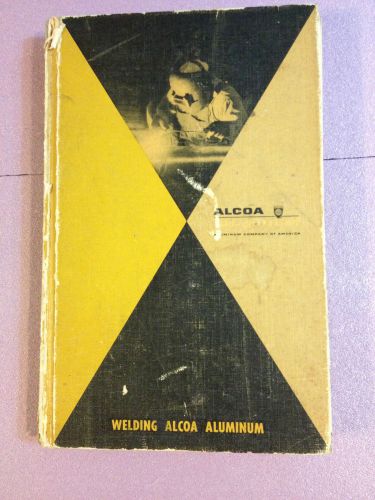 ALCOA
ALUMINUM COMPANY OF AMERICA
WELDING ALCOA ALUMINUM